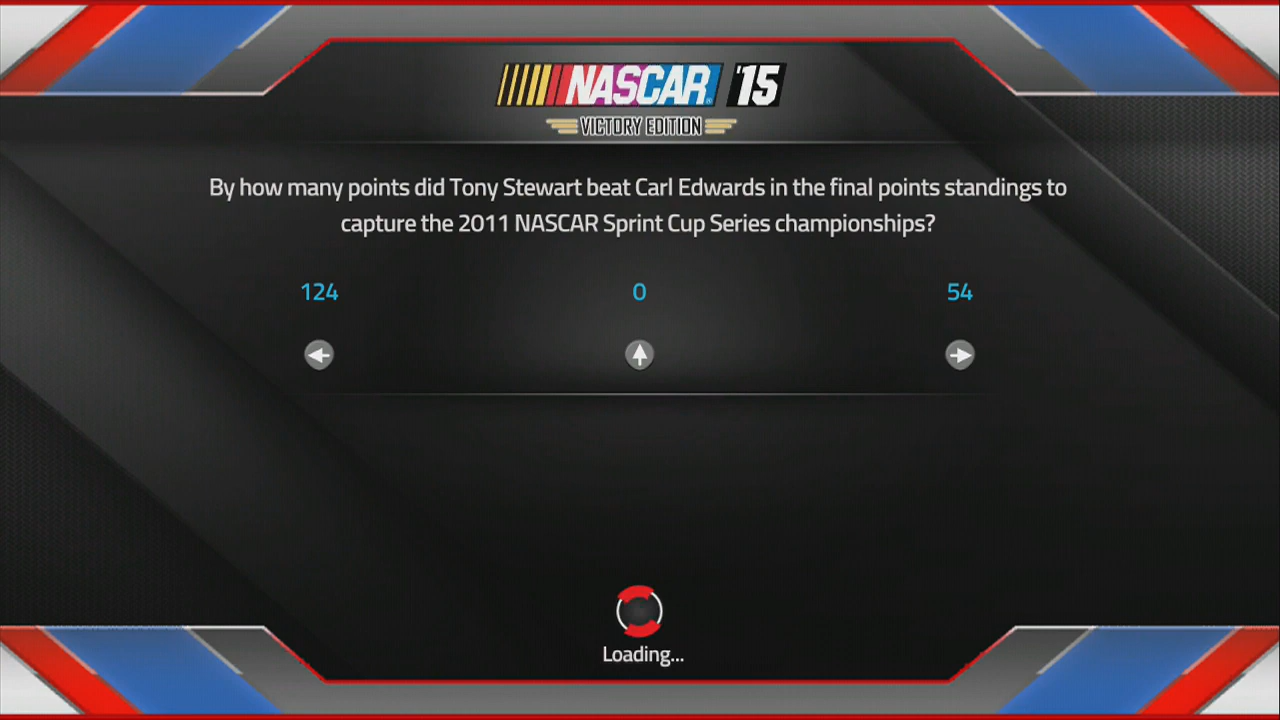 NASCAR '15
VICTORY EDITION
By how many points did Tony Stewart beat Carl Edwards in the final points standings to
capture the 2011 NASCAR Sprint Cup Series championships?
124 0 54
Loading...